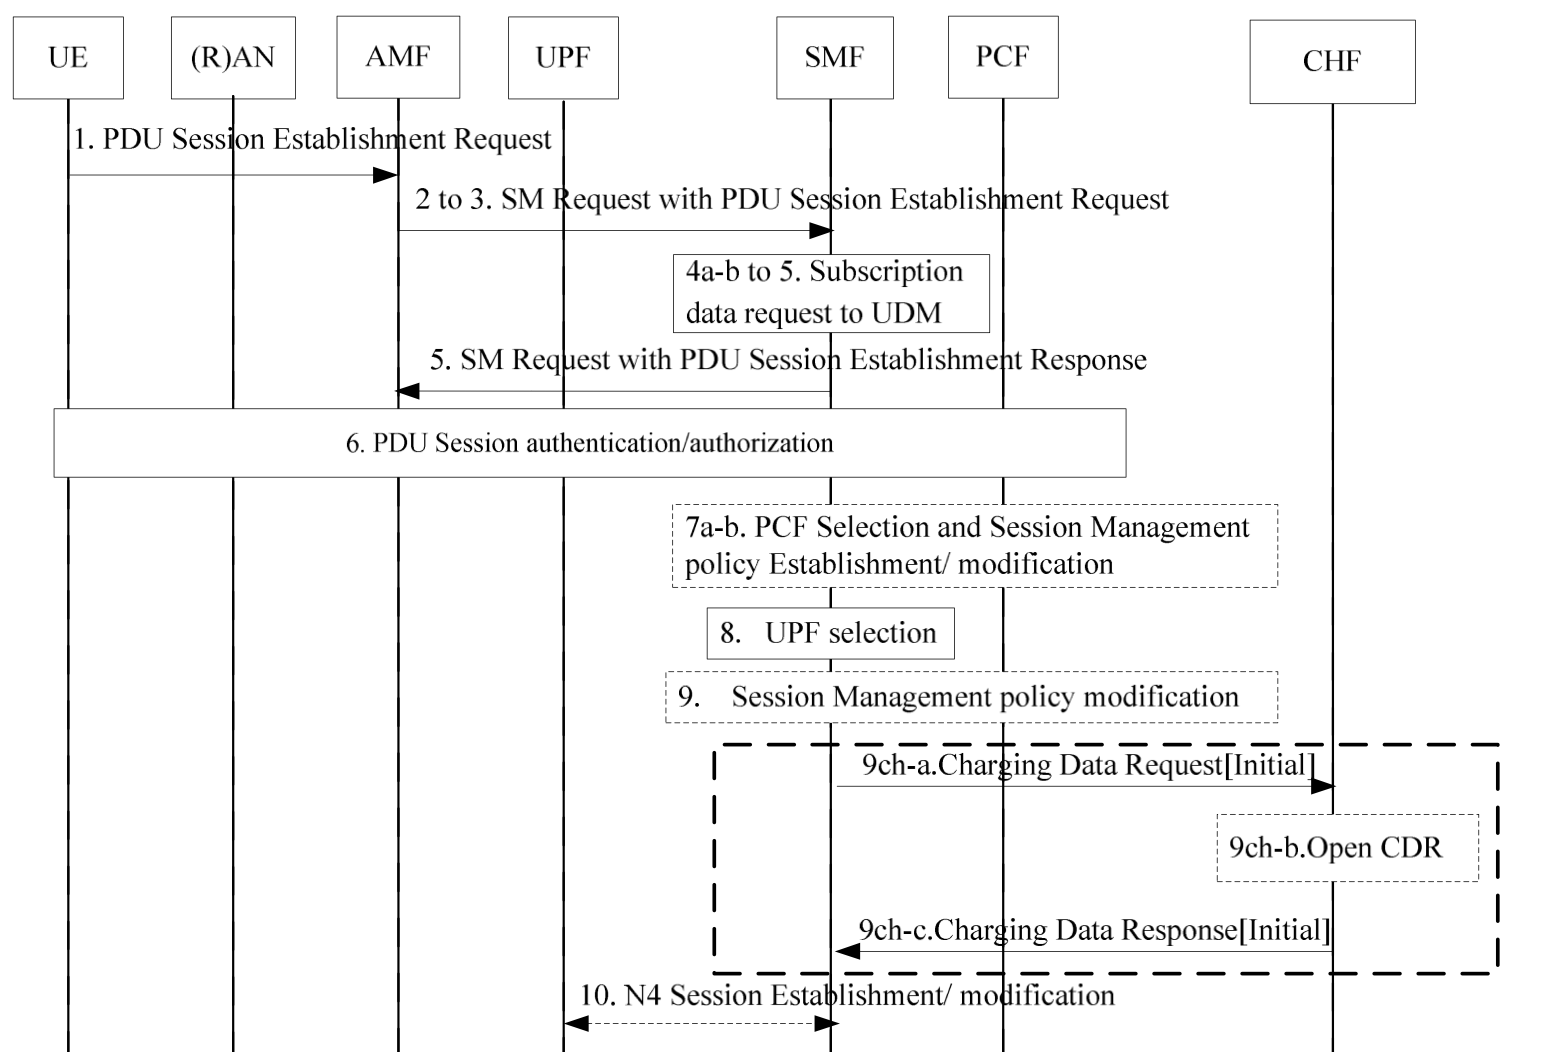 UE
(R)AN
AMF
UPF
SMF
PCF
CHF
1. PDU Session Establishment Request
2 to 3. SM Request with PDU Session Establishment Request
4a-b to 5. Subscription
data request to UDM
5. SM Request with PDU Session Establishment Response
6. PDU Session authentication/authorization
7a-b. PCF Selection and Session Management
policy Establishment/ modification
8. UPF selection
9. Session Management policy modification
9ch-a.Charging Data Request[Initial]
9ch-b.Open CDR
9ch-c.Charging Data Response[Initial]
10. N4 Session Establishment/ modification